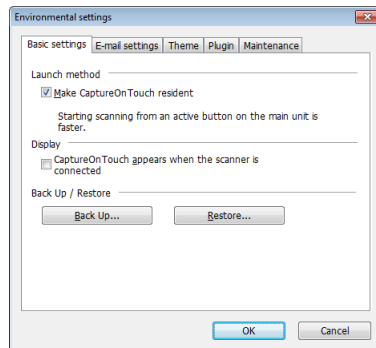 Environmental settings
Basic settings E-mail settings Theme Plugin Maintenance
Launch method
Make CaptureOnTouch resident
Starting scanning from an active button on the main unit is
faster.
Display
CaptureOnTouch appears when the scanner is
connected
Back Up / Restore
Back Up... Restore...
OK Cancel